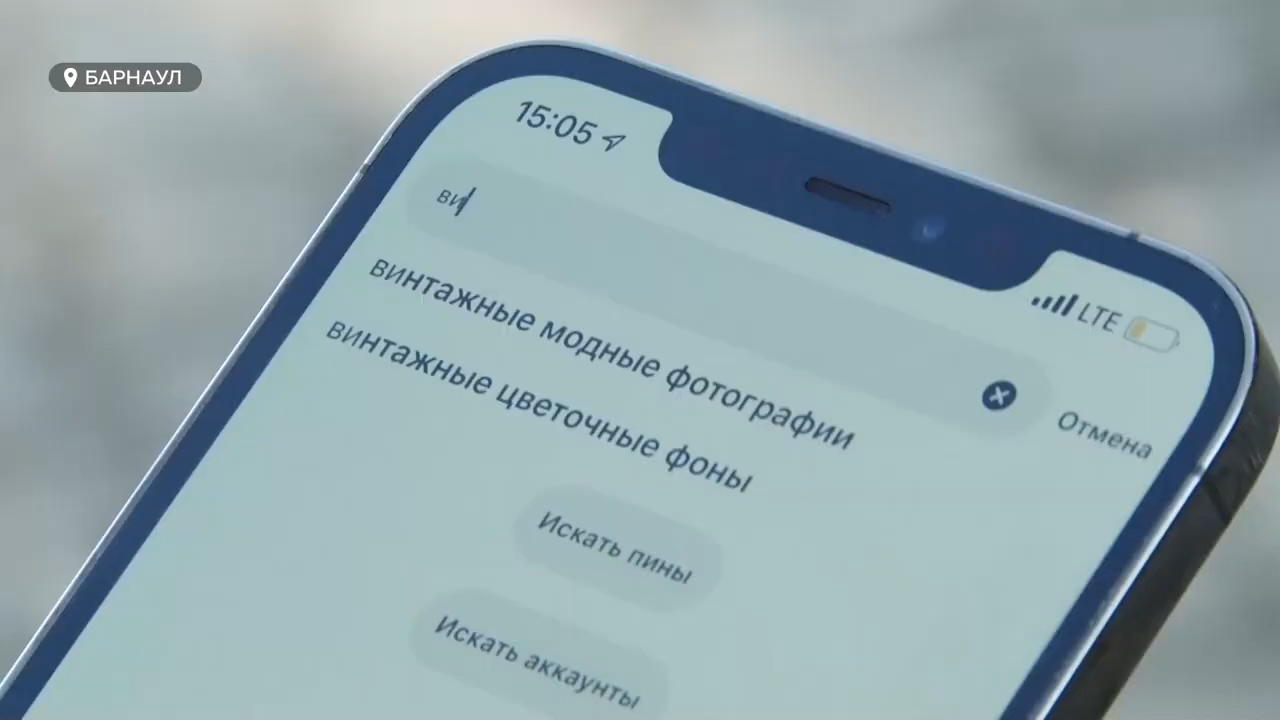 БАРНАУЛ
15:05
LTE
ви
Отмена
винтажные модные фотографии
винтажные цветочные фоны
Искать пины
Искать аккаунты